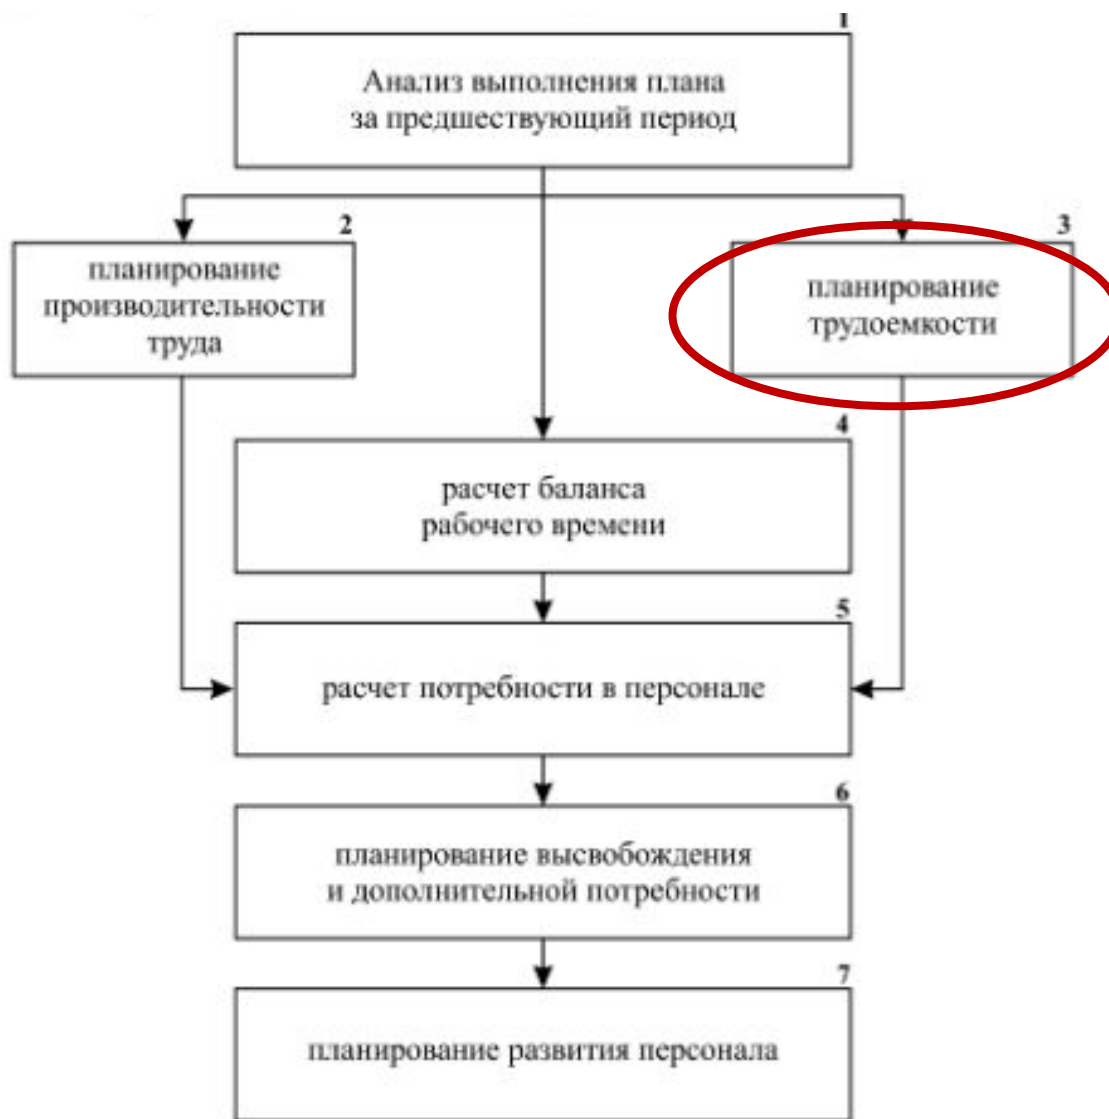 1
Анализ выполнения плана
за предшествующий период
2
планирование
производительности
труда
3
планирование
трудоемкости
4
расчет баланса
рабочего времени
5
расчет потребности в персонале
6
планирование высвобождения
и дополнительной потребности
7
планирование развития персонала